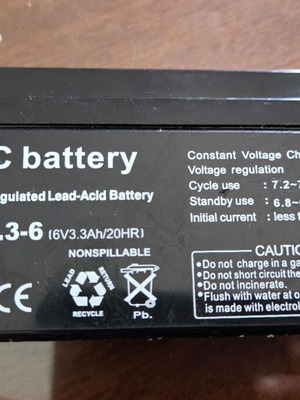 C battery
gulated Lead-Acid Battery
.3-6 (6V3.3Ah/20HR)
NONSPILLABLE
LEAD
RETURN
RECYCLE
Pb.
CE
Constant Voltage Ch
Voltage regulation
Cycle use : 7.2~7
Standby use : 6.8~
Initial current : less t
CAUTIO
●Do not charge in a ga
●Do not short circuit the
●Do not incinerate.
●Flush with water at o
is made with electrol